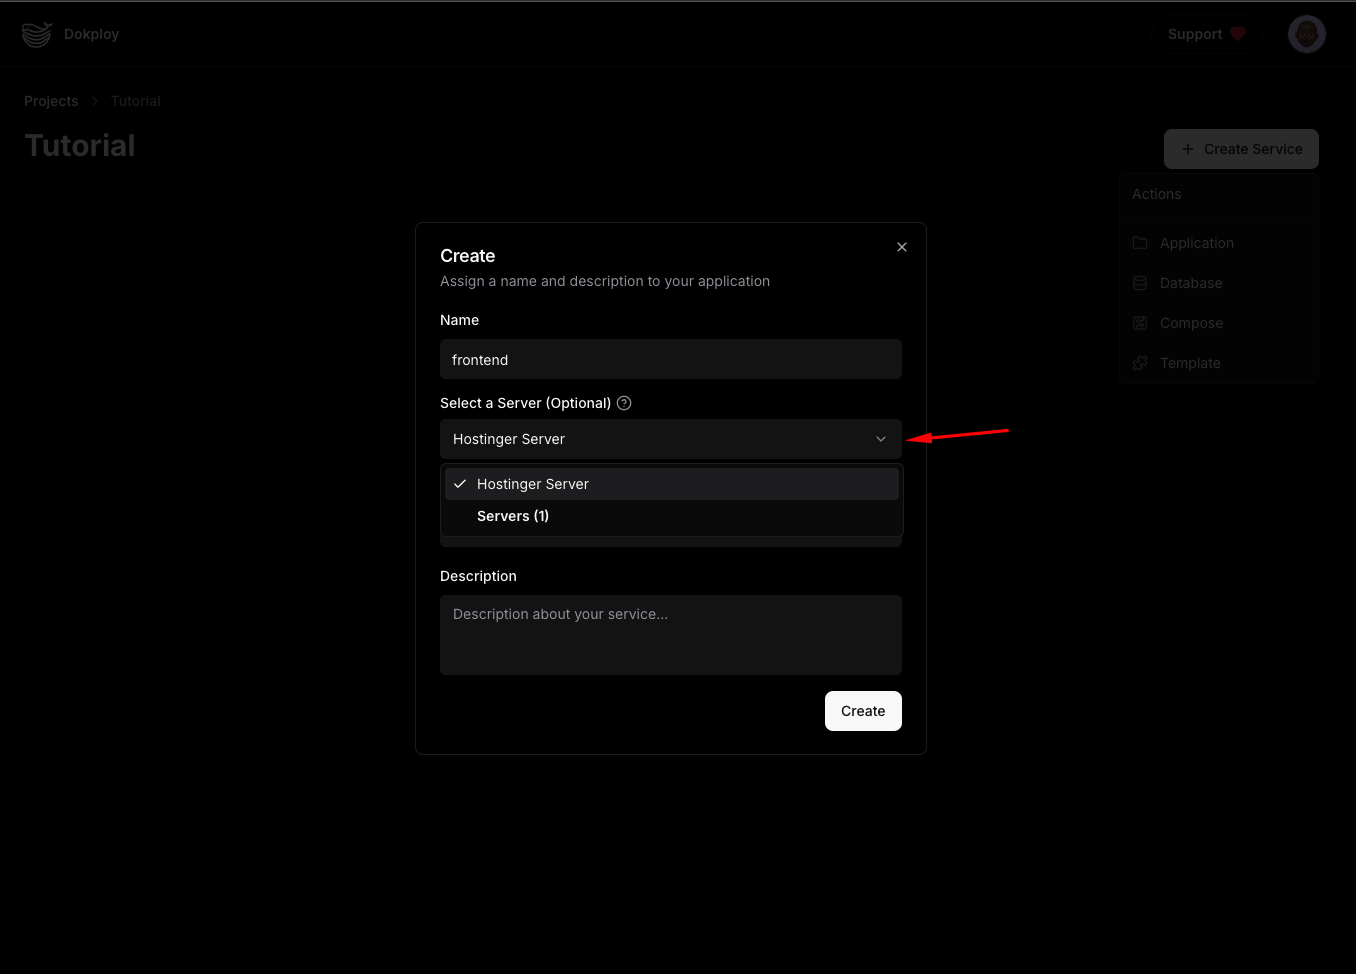 Dokploy
Support
Projects
Tutorial
Tutorial
Create Service
Actions
Application
Database
Compose
Template
Create
Assign a name and description to your application
Name
frontend
Select a Server (Optional)
Hostinger Server
Hostinger Server
Servers (1)
Description
Description about your service...
Create